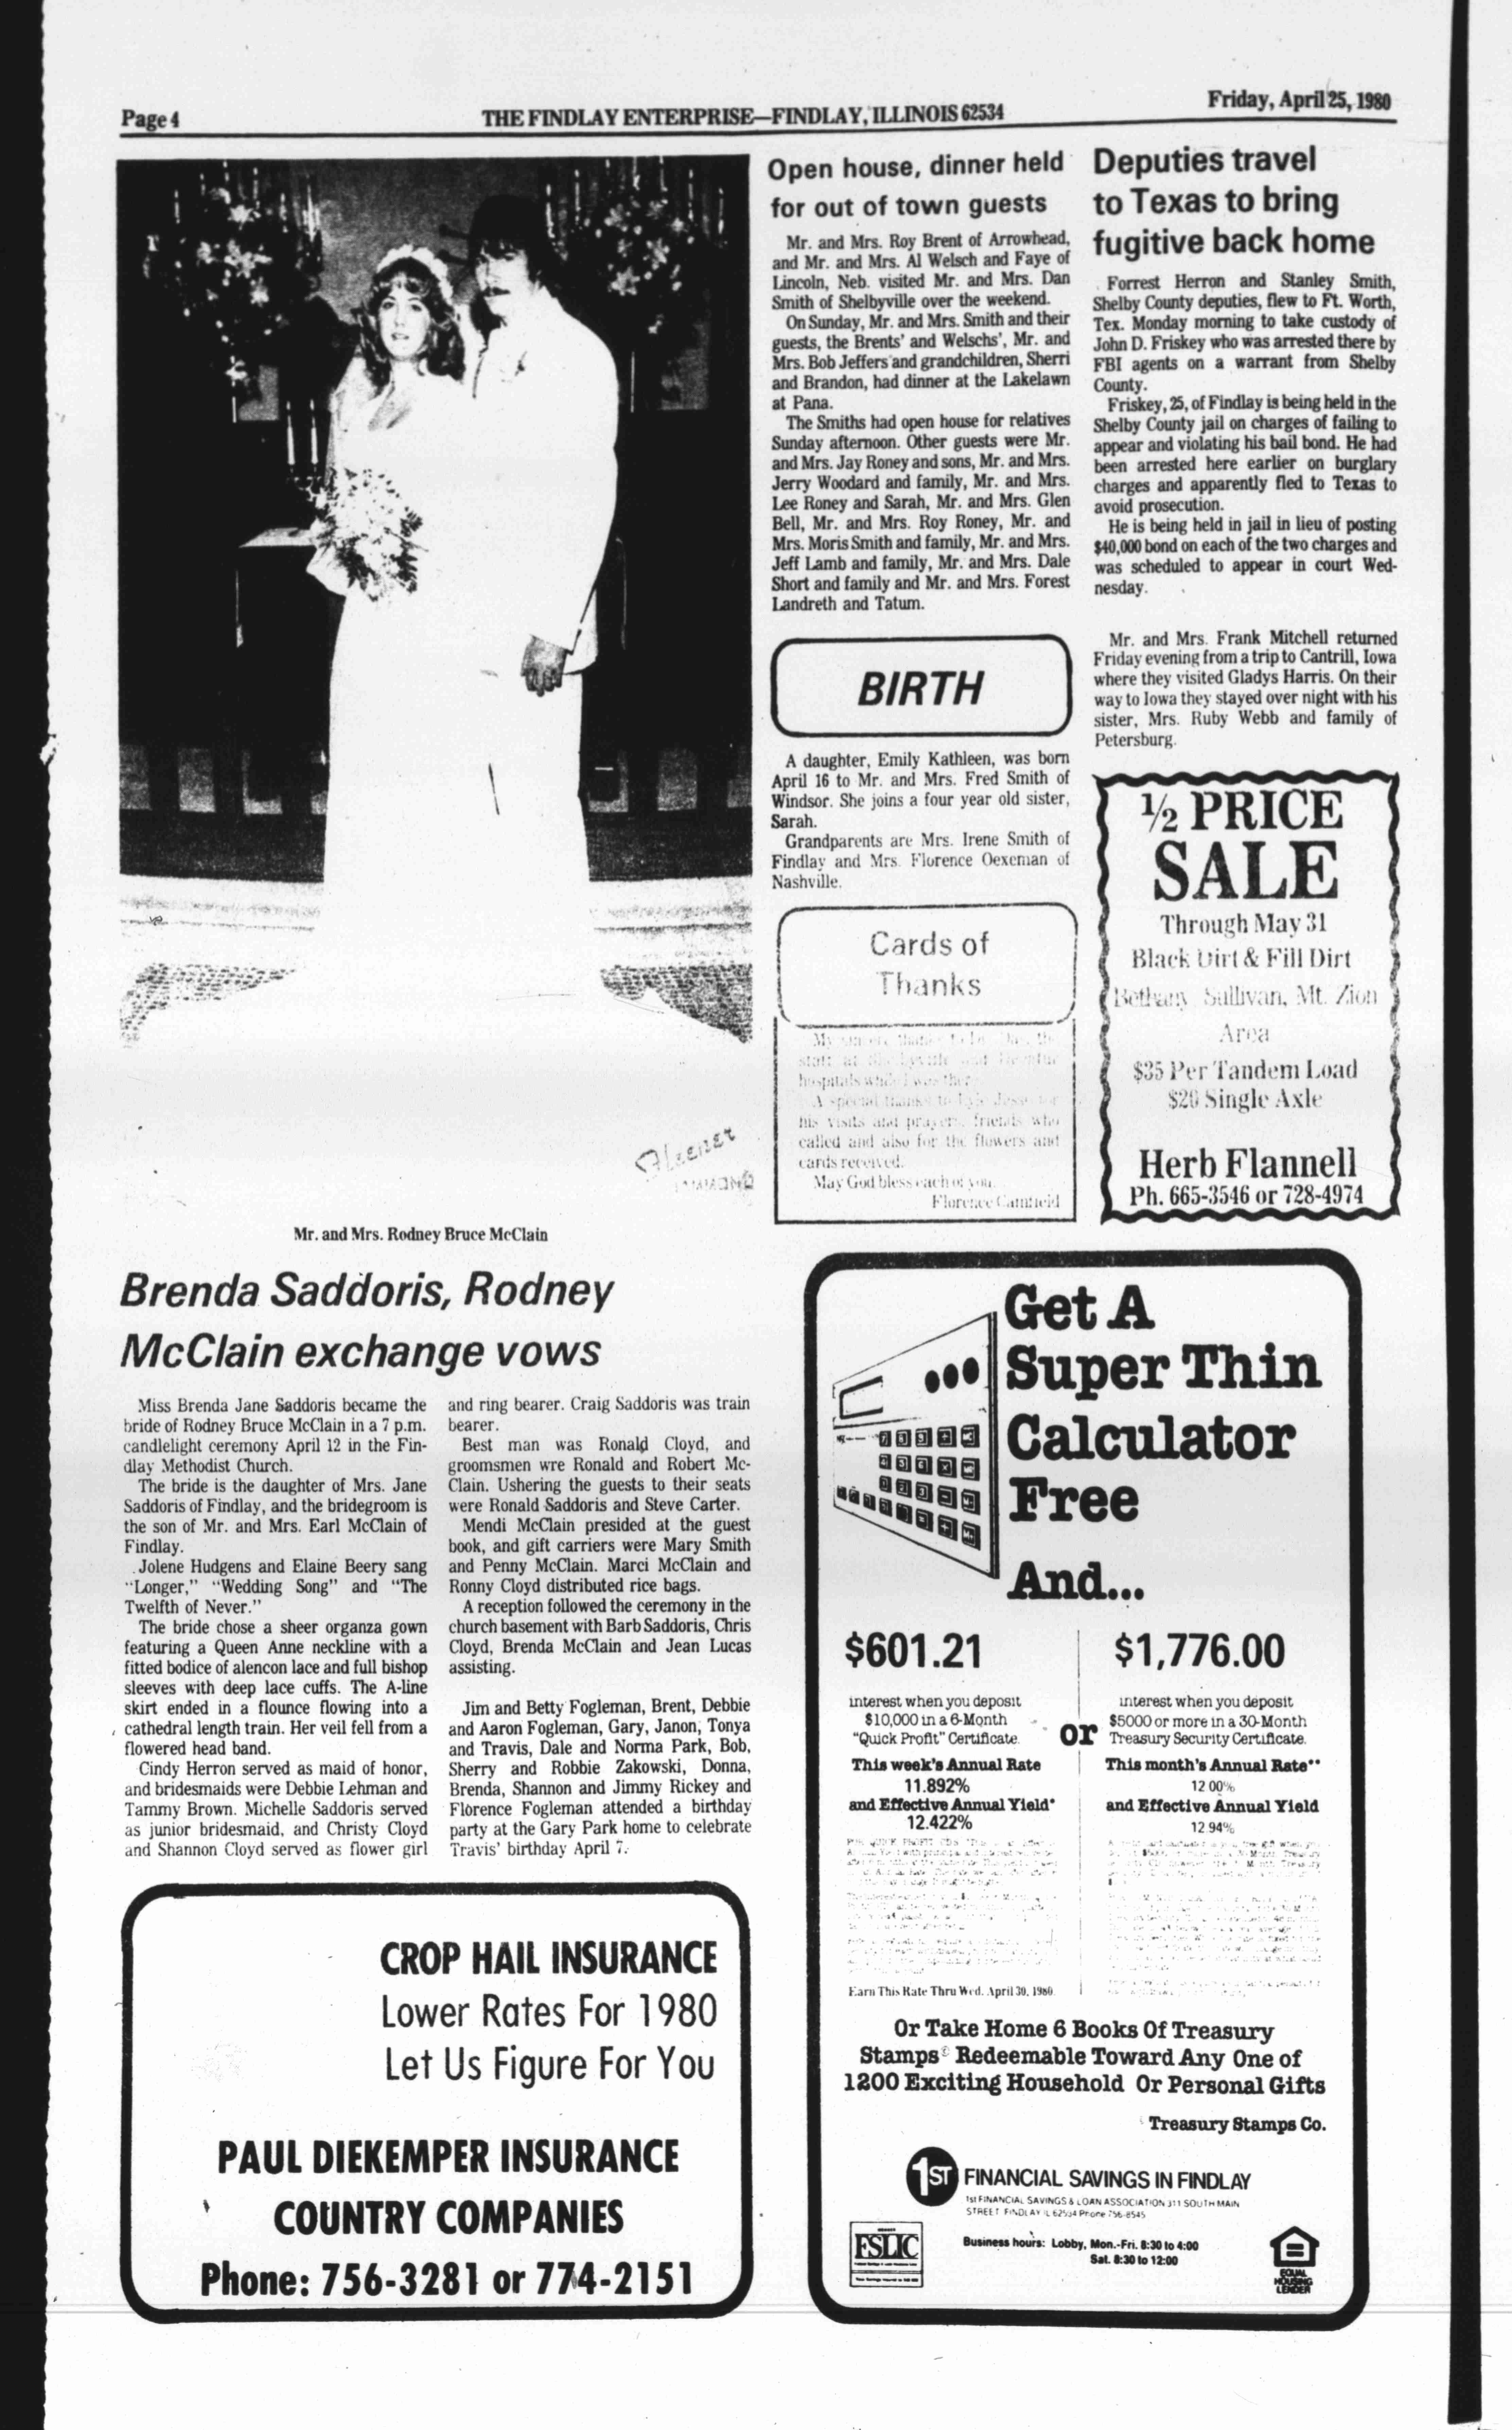 Page 4
THE FINDLAY ENTERPRISE—FINDLAY, ILLINOIS 62534
Friday, April 25, 1980
Fleener
Mr. and Mrs. Rodney Bruce McClain
Brenda Saddoris, Rodney
McClain exchange vows
Miss Brenda Jane Saddoris became the
bride of Rodney Bruce McClain in a 7 p.m.
candlelight ceremony April 12 in the Fin-
dlay Methodist Church.
The bride is the daughter of Mrs. Jane
Saddoris of Findlay, and the bridegroom is
the son of Mr. and Mrs. Earl McClain of
Findlay.
Jolene Hudgens and Elaine Beery sang
"Longer," "Wedding Song" and "The
Twelfth of Never."
The bride chose a sheer organza gown
featuring a Queen Anne neckline with a
fitted bodice of alencon lace and full bishop
sleeves with deep lace cuffs. The A-line
skirt ended in a flounce flowing into a
cathedral length train. Her veil fell from a
flowered head band.
Cindy Herron served as maid of honor,
and bridesmaids were Debbie Lehman and
Tammy Brown. Michelle Saddoris served
as junior bridesmaid, and Christy Cloyd
and Shannon Cloyd served as flower girl
and ring bearer. Craig Saddoris was train
bearer.
Best man was Ronald Cloyd, and
groomsmen wre Ronald and Robert Mc-
Clain. Ushering the guests to their seats
were Ronald Saddoris and Steve Carter.
Mendi McClain presided at the guest
book, and gift carriers were Mary Smith
and Penny McClain. Marci McClain and
Ronny Cloyd distributed rice bags.
A reception followed the ceremony in the
church basement with Barb Saddoris, Chris
Cloyd, Brenda McClain and Jean Lucas
assisting.
Jim and Betty Fogleman, Brent, Debbie
and Aaron Fogleman, Gary, Janon, Tonya
and Travis, Dale and Norma Park, Bob,
Sherry and Robbie Zakowski, Donna,
Brenda, Shannon and Jimmy Rickey and
Florence Fogleman attended a birthday
party at the Gary Park home to celebrate
Travis' birthday April 7.
CROP HAIL INSURANCE
Lower Rates For 1980
Let Us Figure For You
PAUL DIEKEMPER INSURANCE
COUNTRY COMPANIES
Phone: 756-3281 or 774-2151
Open house, dinner held
for out of town guests
Mr. and Mrs. Roy Brent of Arrowhead,
and Mr. and Mrs. Al Welsch and Faye of
Lincoln, Neb. visited Mr. and Mrs. Dan
Smith of Shelbyville over the weekend.
On Sunday, Mr. and Mrs. Smith and their
guests, the Brents' and Welschs', Mr. and
Mrs. Bob Jeffers and grandchildren, Sherri
and Brandon, had dinner at the Lakelawn
at Pana.
The Smiths had open house for relatives
Sunday afternoon. Other guests were Mr.
and Mrs. Jay Roney and sons, Mr. and Mrs.
Jerry Woodard and family, Mr. and Mrs.
Lee Roney and Sarah, Mr. and Mrs. Glen
Bell, Mr. and Mrs. Roy Roney, Mr. and
Mrs. Moris Smith and family, Mr. and Mrs.
Jeff Lamb and family, Mr. and Mrs. Dale
Short and family and Mr. and Mrs. Forest
Landreth and Tatum.
BIRTH
A daughter, Emily Kathleen, was born
April 16 to Mr. and Mrs. Fred Smith of
Windsor. She joins a four year old sister,
Sarah.
Grandparents are Mrs. Irene Smith of
Findlay and Mrs. Florence Oexeman of
Nashville.
Cards of
Thanks
hospitals while I was there
A special thanks to Lyle
his visits and prayers, friends who
called and also for the flowers and
cards received.
May God bless each of you.
Florence Camfield
Deputies travel
to Texas to bring
fugitive back home
Forrest Herron and Stanley Smith,
Shelby County deputies, flew to Ft. Worth,
Tex. Monday morning to take custody of
John D. Friskey who was arrested there by
FBI agents on a warrant from Shelby
County.
Friskey, 25, of Findlay is being held in the
Shelby County jail on charges of failing to
appear and violating his bail bond. He had
been arrested here earlier on burglary
charges and apparently fled to Texas to
avoid prosecution.
He is being held in jail in lieu of posting
$40,000 bond on each of the two charges and
was scheduled to appear in court Wed-
nesday.
Mr. and Mrs. Frank Mitchell returned
Friday evening from a trip to Cantrill, Iowa
where they visited Gladys Harris. On their
way to Iowa they stayed over night with his
sister, Mrs. Ruby Webb and family of
Petersburg.
½ PRICE
SALE
Through May 31
Black Dirt & Fill Dirt
Bethany Sullivan, Mt. Zion
Area
$35 Per Tandem Load
$20 Single Axle
Herb Flannell
Ph. 665-3546 or 728-4974
Get A
Super Thin
Calculator
Free
And...
$601.21
interest when you deposit
$10,000 in a 6-Month
"Quick Profit" Certificate.
This week's Annual Rate
11.892%
and Effective Annual Yield*
12.422%
Earn This Rate Thru Wed. April 30, 1980
or
$1,776.00
interest when you deposit
$5000 or more in a 30-Month
Treasury Security Certificate.
This month's Annual Rate**
12.00%
and Effective Annual Yield
12.94%
Or Take Home 6 Books Of Treasury
Stamps® Redeemable Toward Any One of
1200 Exciting Household Or Personal Gifts
Treasury Stamps Co.
1ST FINANCIAL SAVINGS IN FINDLAY
1st FINANCIAL SAVINGS & LOAN ASSOCIATION 311 SOUTH MAIN
STREET FINDLAY IL 62534 Phone 756-8545
Business hours: Lobby, Mon.-Fri. 8:30 to 4:00
Sat. 8:30 to 12:00
FSLIC
EQUAL
HOUSING
LENDER